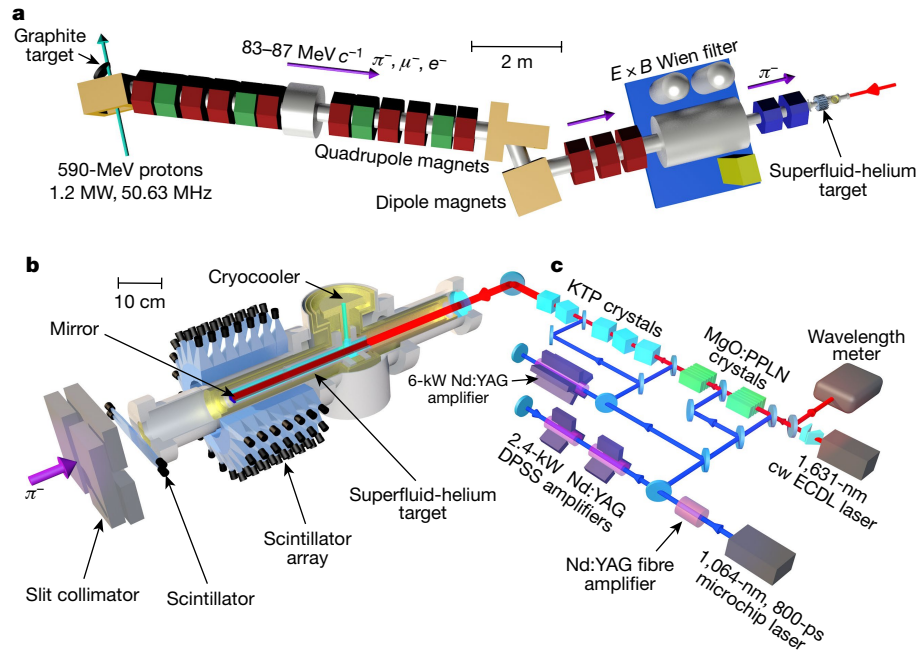 a
Graphite
target
83–87 MeV c⁻¹ π⁻, μ⁻, e⁻
2 m
E × B Wien filter
π⁻
590-MeV protons
1.2 MW, 50.63 MHz
Quadrupole magnets
Dipole magnets
Superfluid-helium
target
b
10 cm
Cryocooler
Mirror
π⁻
Slit collimator
Scintillator
Scintillator
array
Superfluid-helium
target
c
KTP crystals
MgO:PPLN
crystals
Wavelength
meter
6-kW Nd:YAG
amplifier
2.4-kW Nd:YAG
DPSS amplifiers
1,631-nm
cw ECDL laser
Nd:YAG fibre
amplifier
1,064-nm, 800-ps
microchip laser